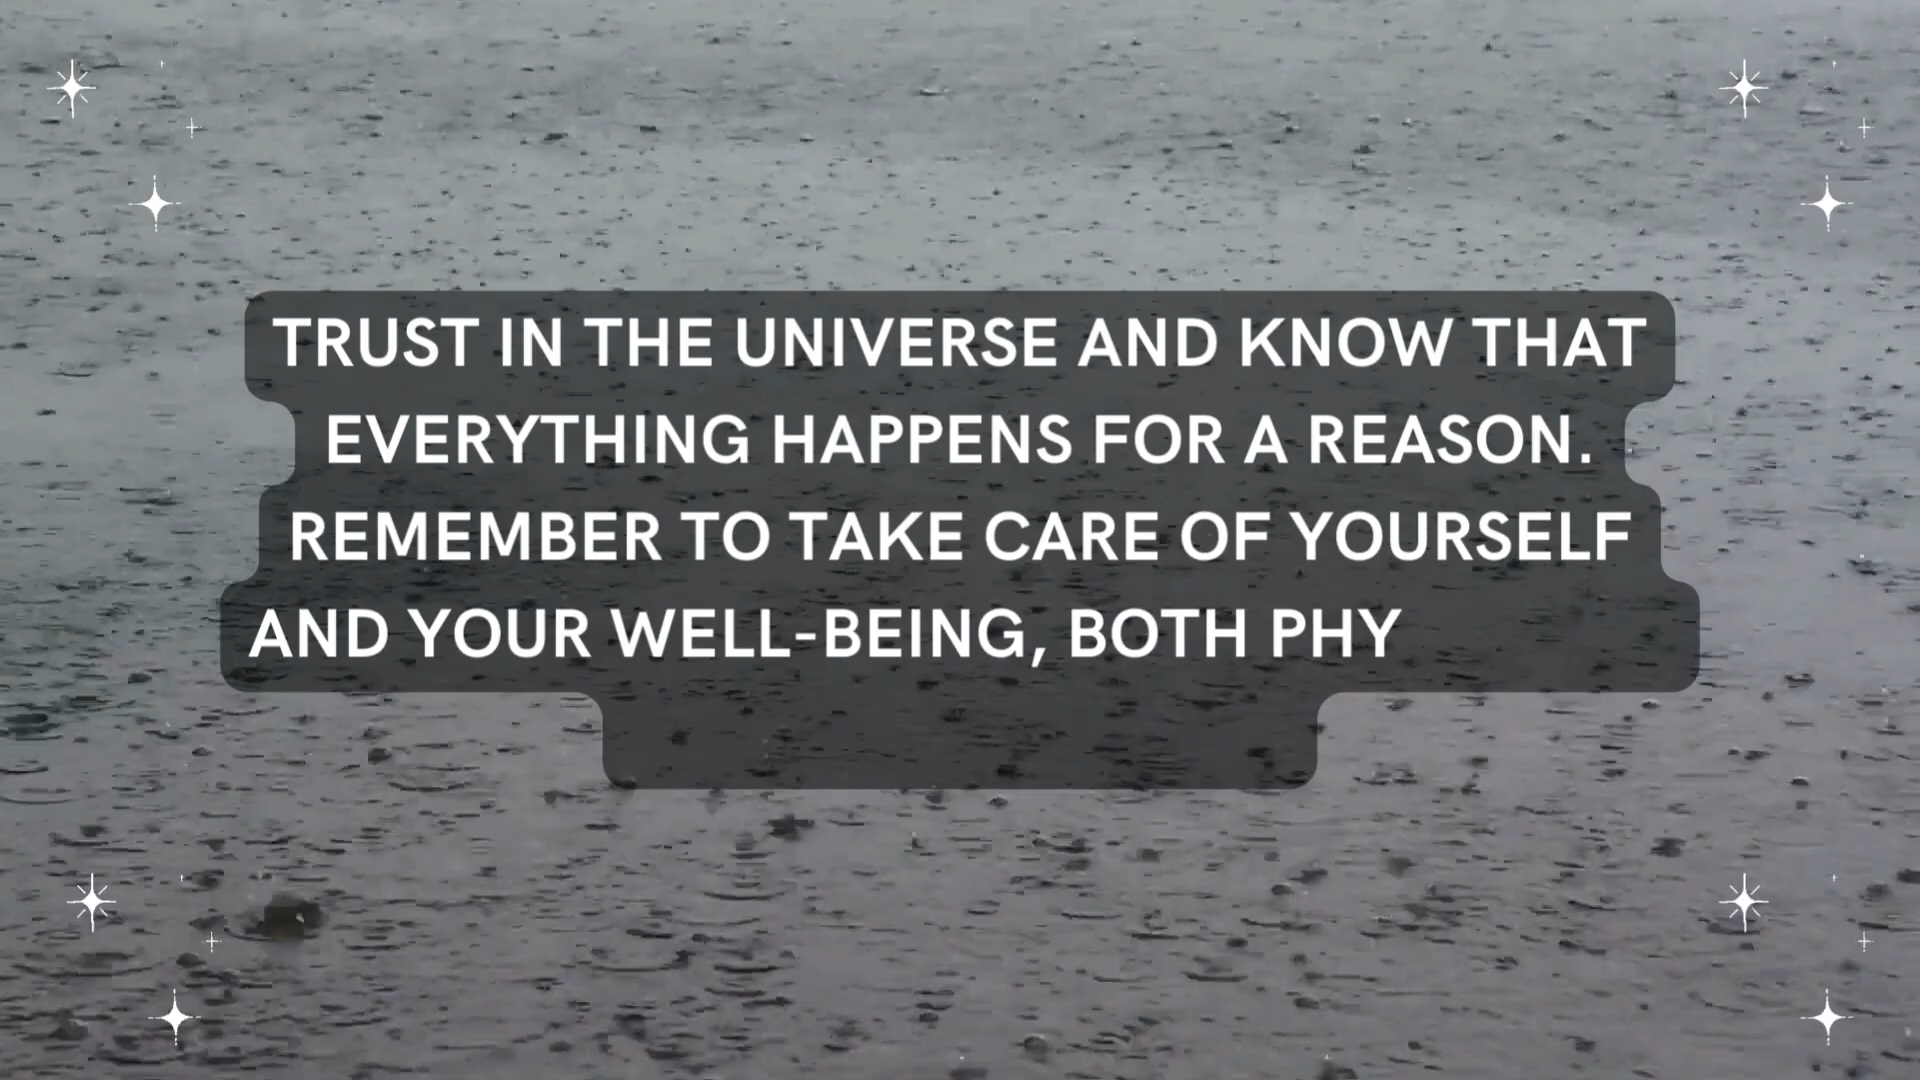 TRUST IN THE UNIVERSE AND KNOW THAT
EVERYTHING HAPPENS FOR A REASON.
REMEMBER TO TAKE CARE OF YOURSELF
AND YOUR WELL-BEING, BOTH PHY